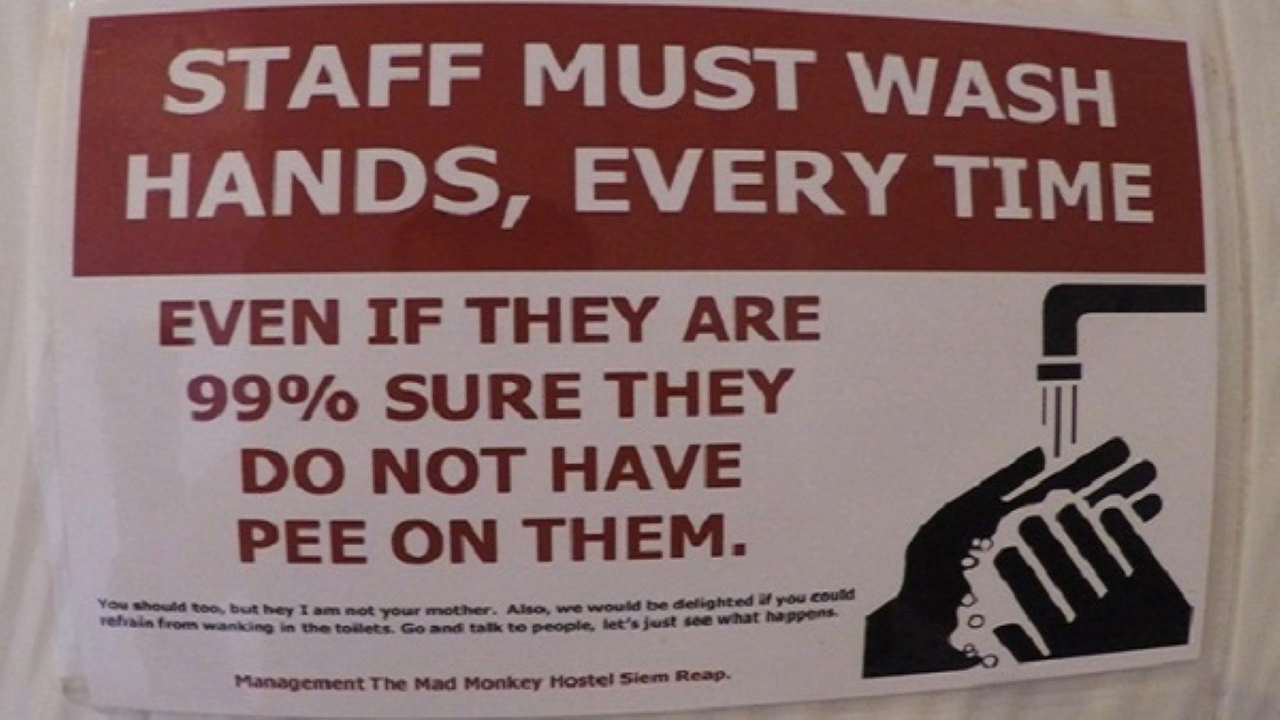 STAFF MUST WASH
HANDS, EVERY TIME
EVEN IF THEY ARE
99% SURE THEY
DO NOT HAVE
PEE ON THEM.
You should too, but hey I am not your mother. Also, we would be delighted if you could
refrain from wanking in the toilets. Go and talk to people, let's just see what happens.
Management The Mad Monkey Hostel Siem Reap.